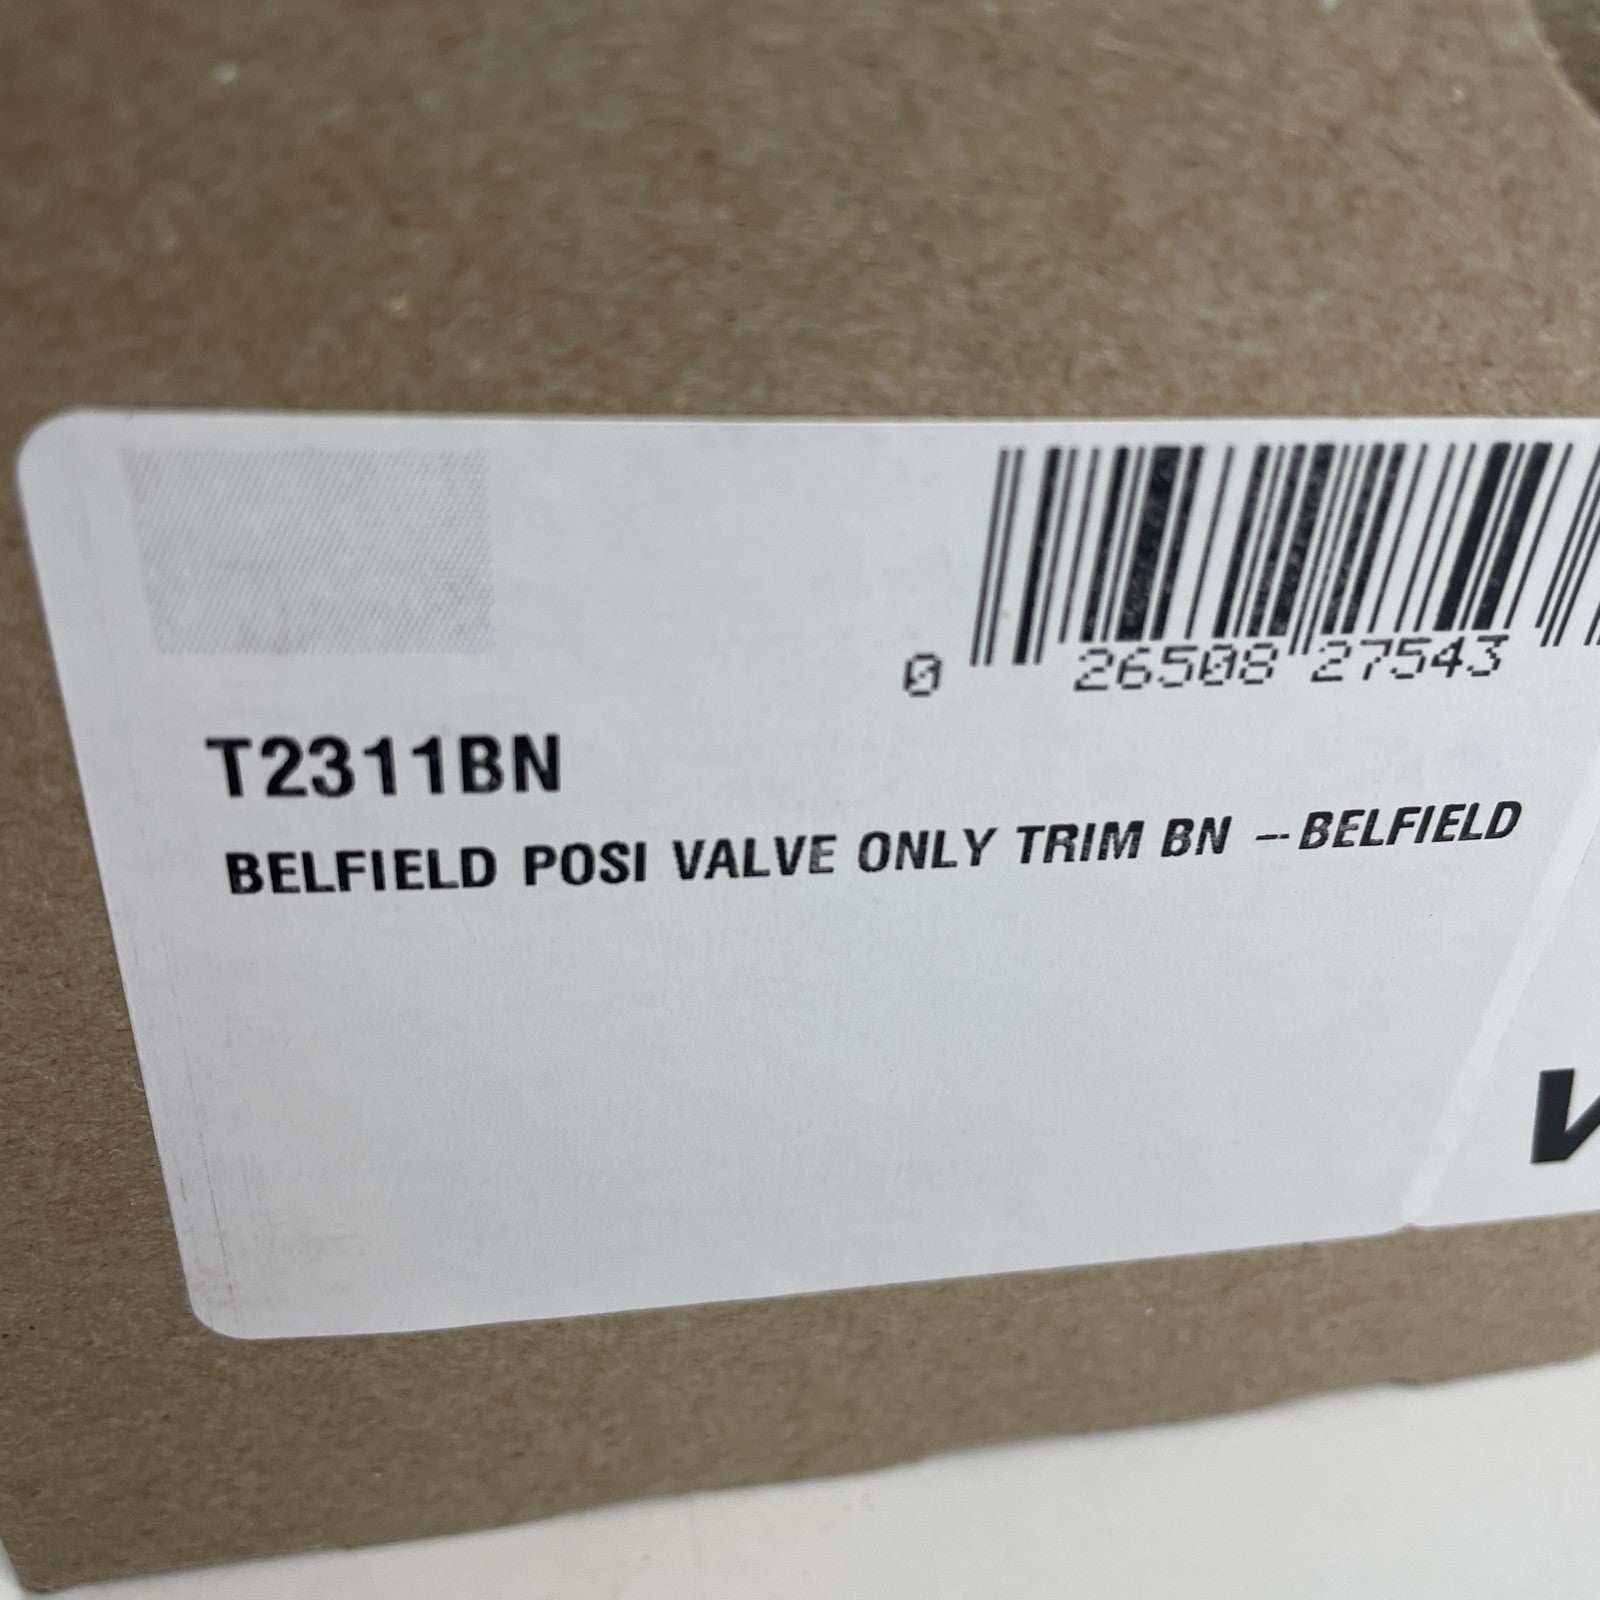 0 26508 27543
T2311BN
BELFIELD POSI VALVE ONLY TRIM BN -- BELFIELD